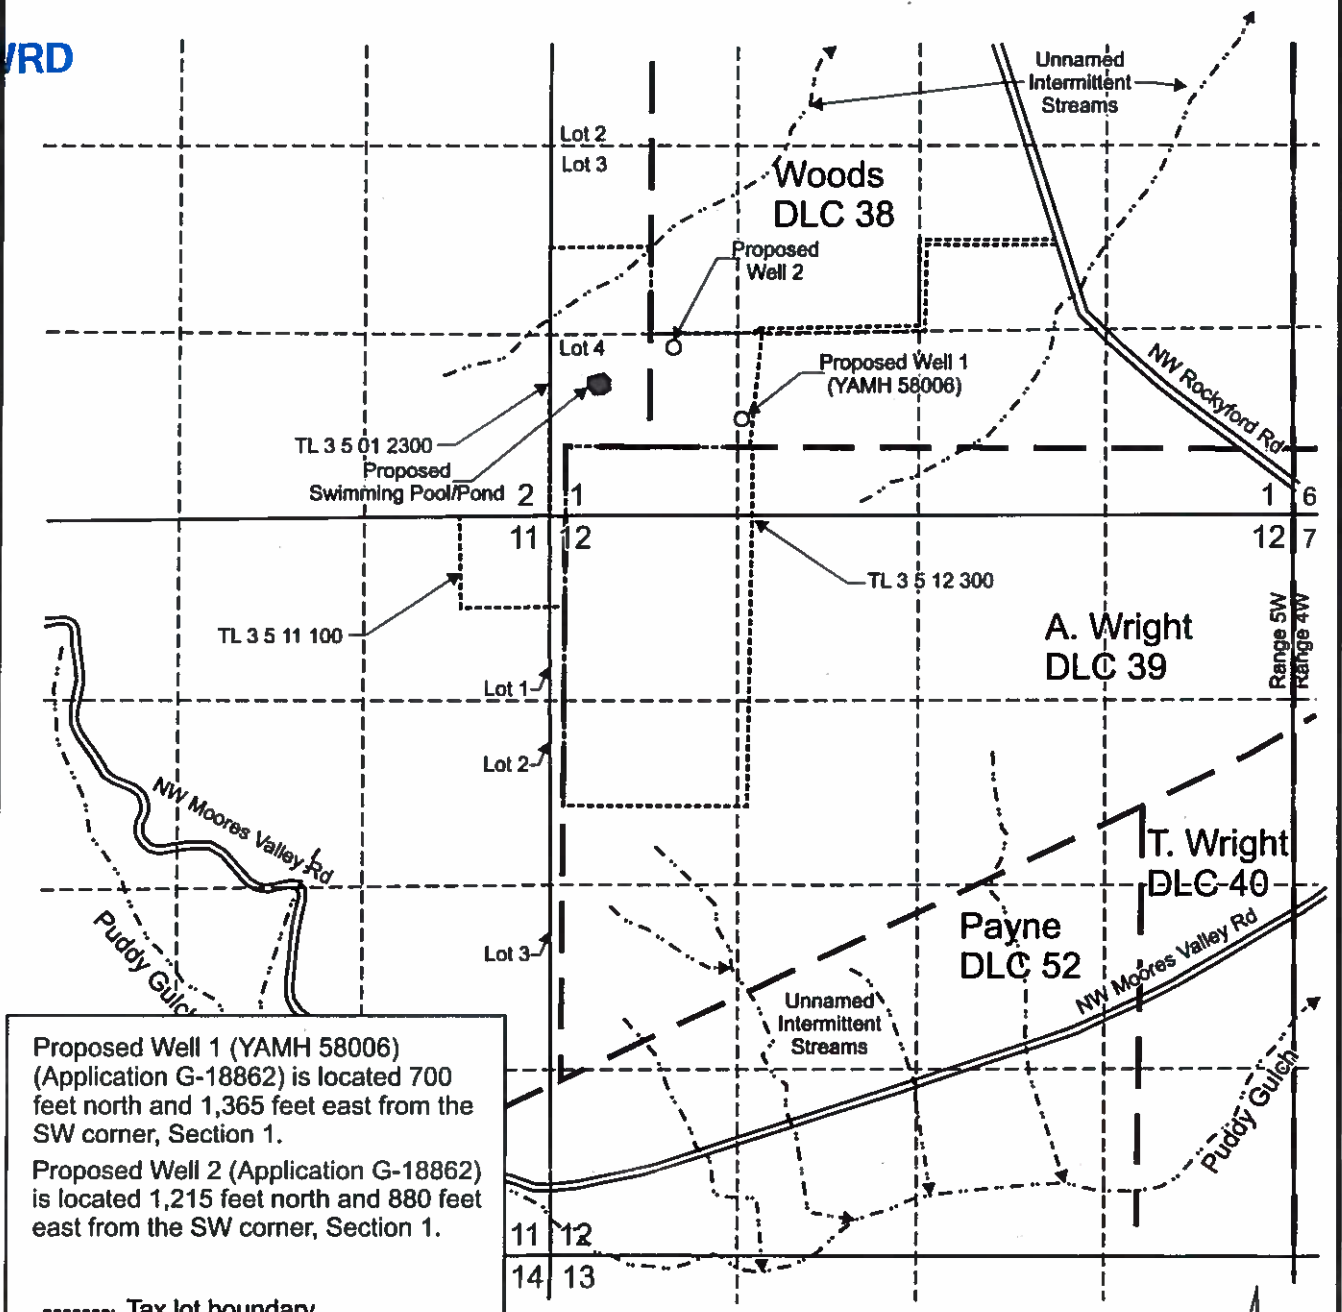 Unnamed
Intermittent
Streams
Lot 2
Lot 3
Woods
DLC 38
Proposed
Well 2
Lot 4
Proposed Well 1
(YAMH 58006)
NW Rockyford Rd
TL 3 5 01 2300
Proposed
Swimming Pool/Pond
2 1
1 6
11 12
12 7
TL 3 5 12 300
TL 3 5 11 100
A. Wright
DLC 39
Range 5W
Range 4W
Lot 1
Lot 2
NW Moores Valley Rd
T. Wright
DLC 40
Puddy Gulch
Payne
DLC 52
Lot 3
NW Moores Valley Rd
Unnamed
Intermittent
Streams
Puddy Gulch
Proposed Well 1 (YAMH 58006)
(Application G-18862) is located 700
feet north and 1,365 feet east from the
SW corner, Section 1.
Proposed Well 2 (Application G-18862)
is located 1,215 feet north and 880 feet
east from the SW corner, Section 1.
11 12
14 13
Tax lot boundary